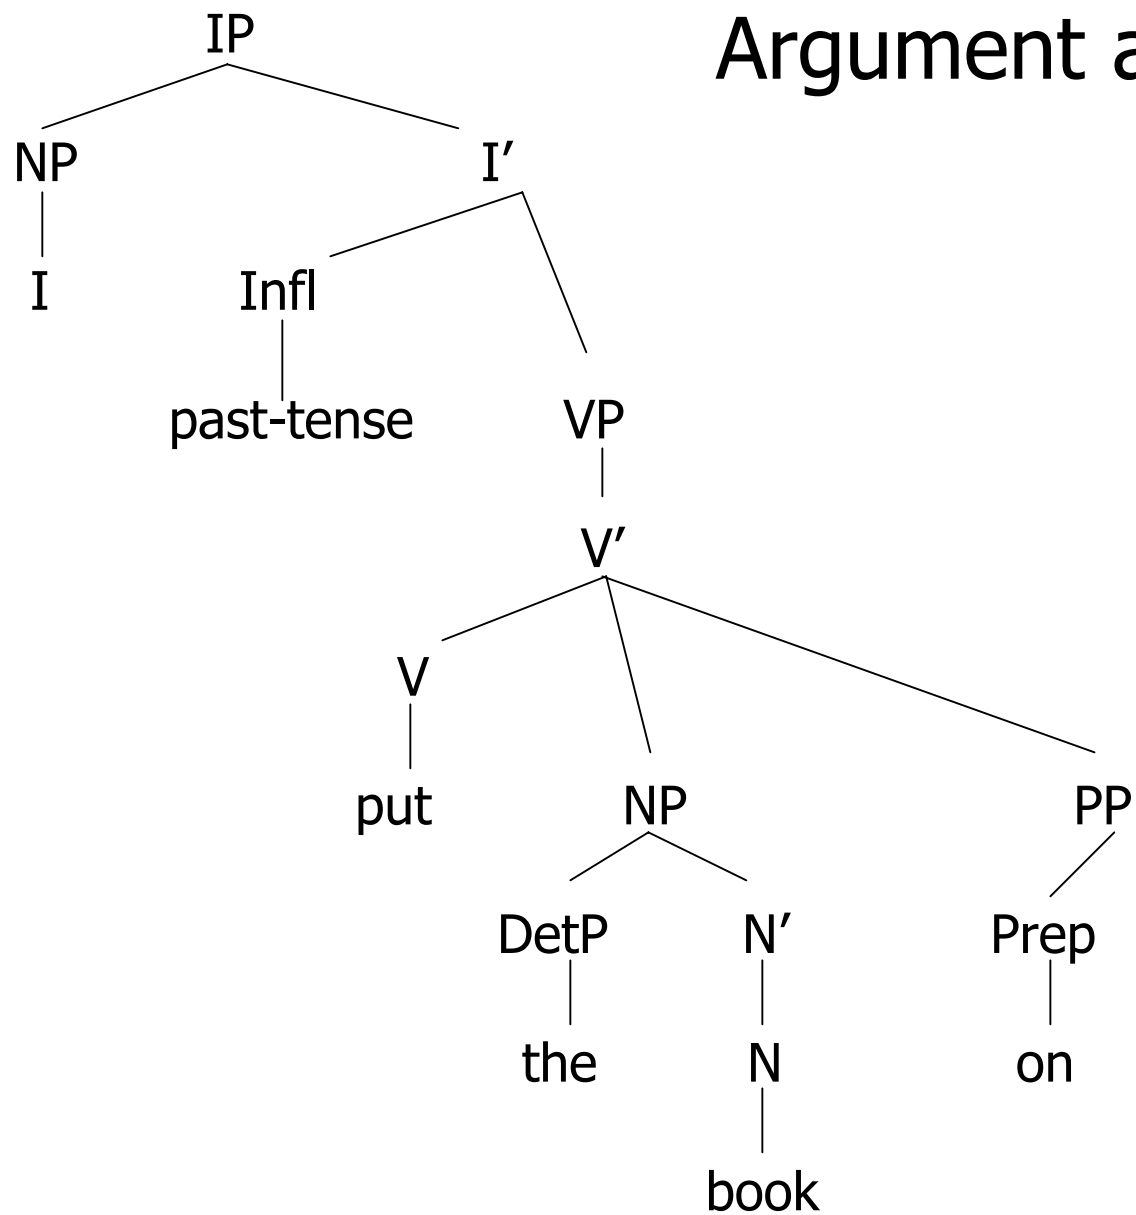 IP
Argument a
NP I′
I Infl
past-tense VP
V′
V
put NP PP
DetP N′ Prep
the N on
book